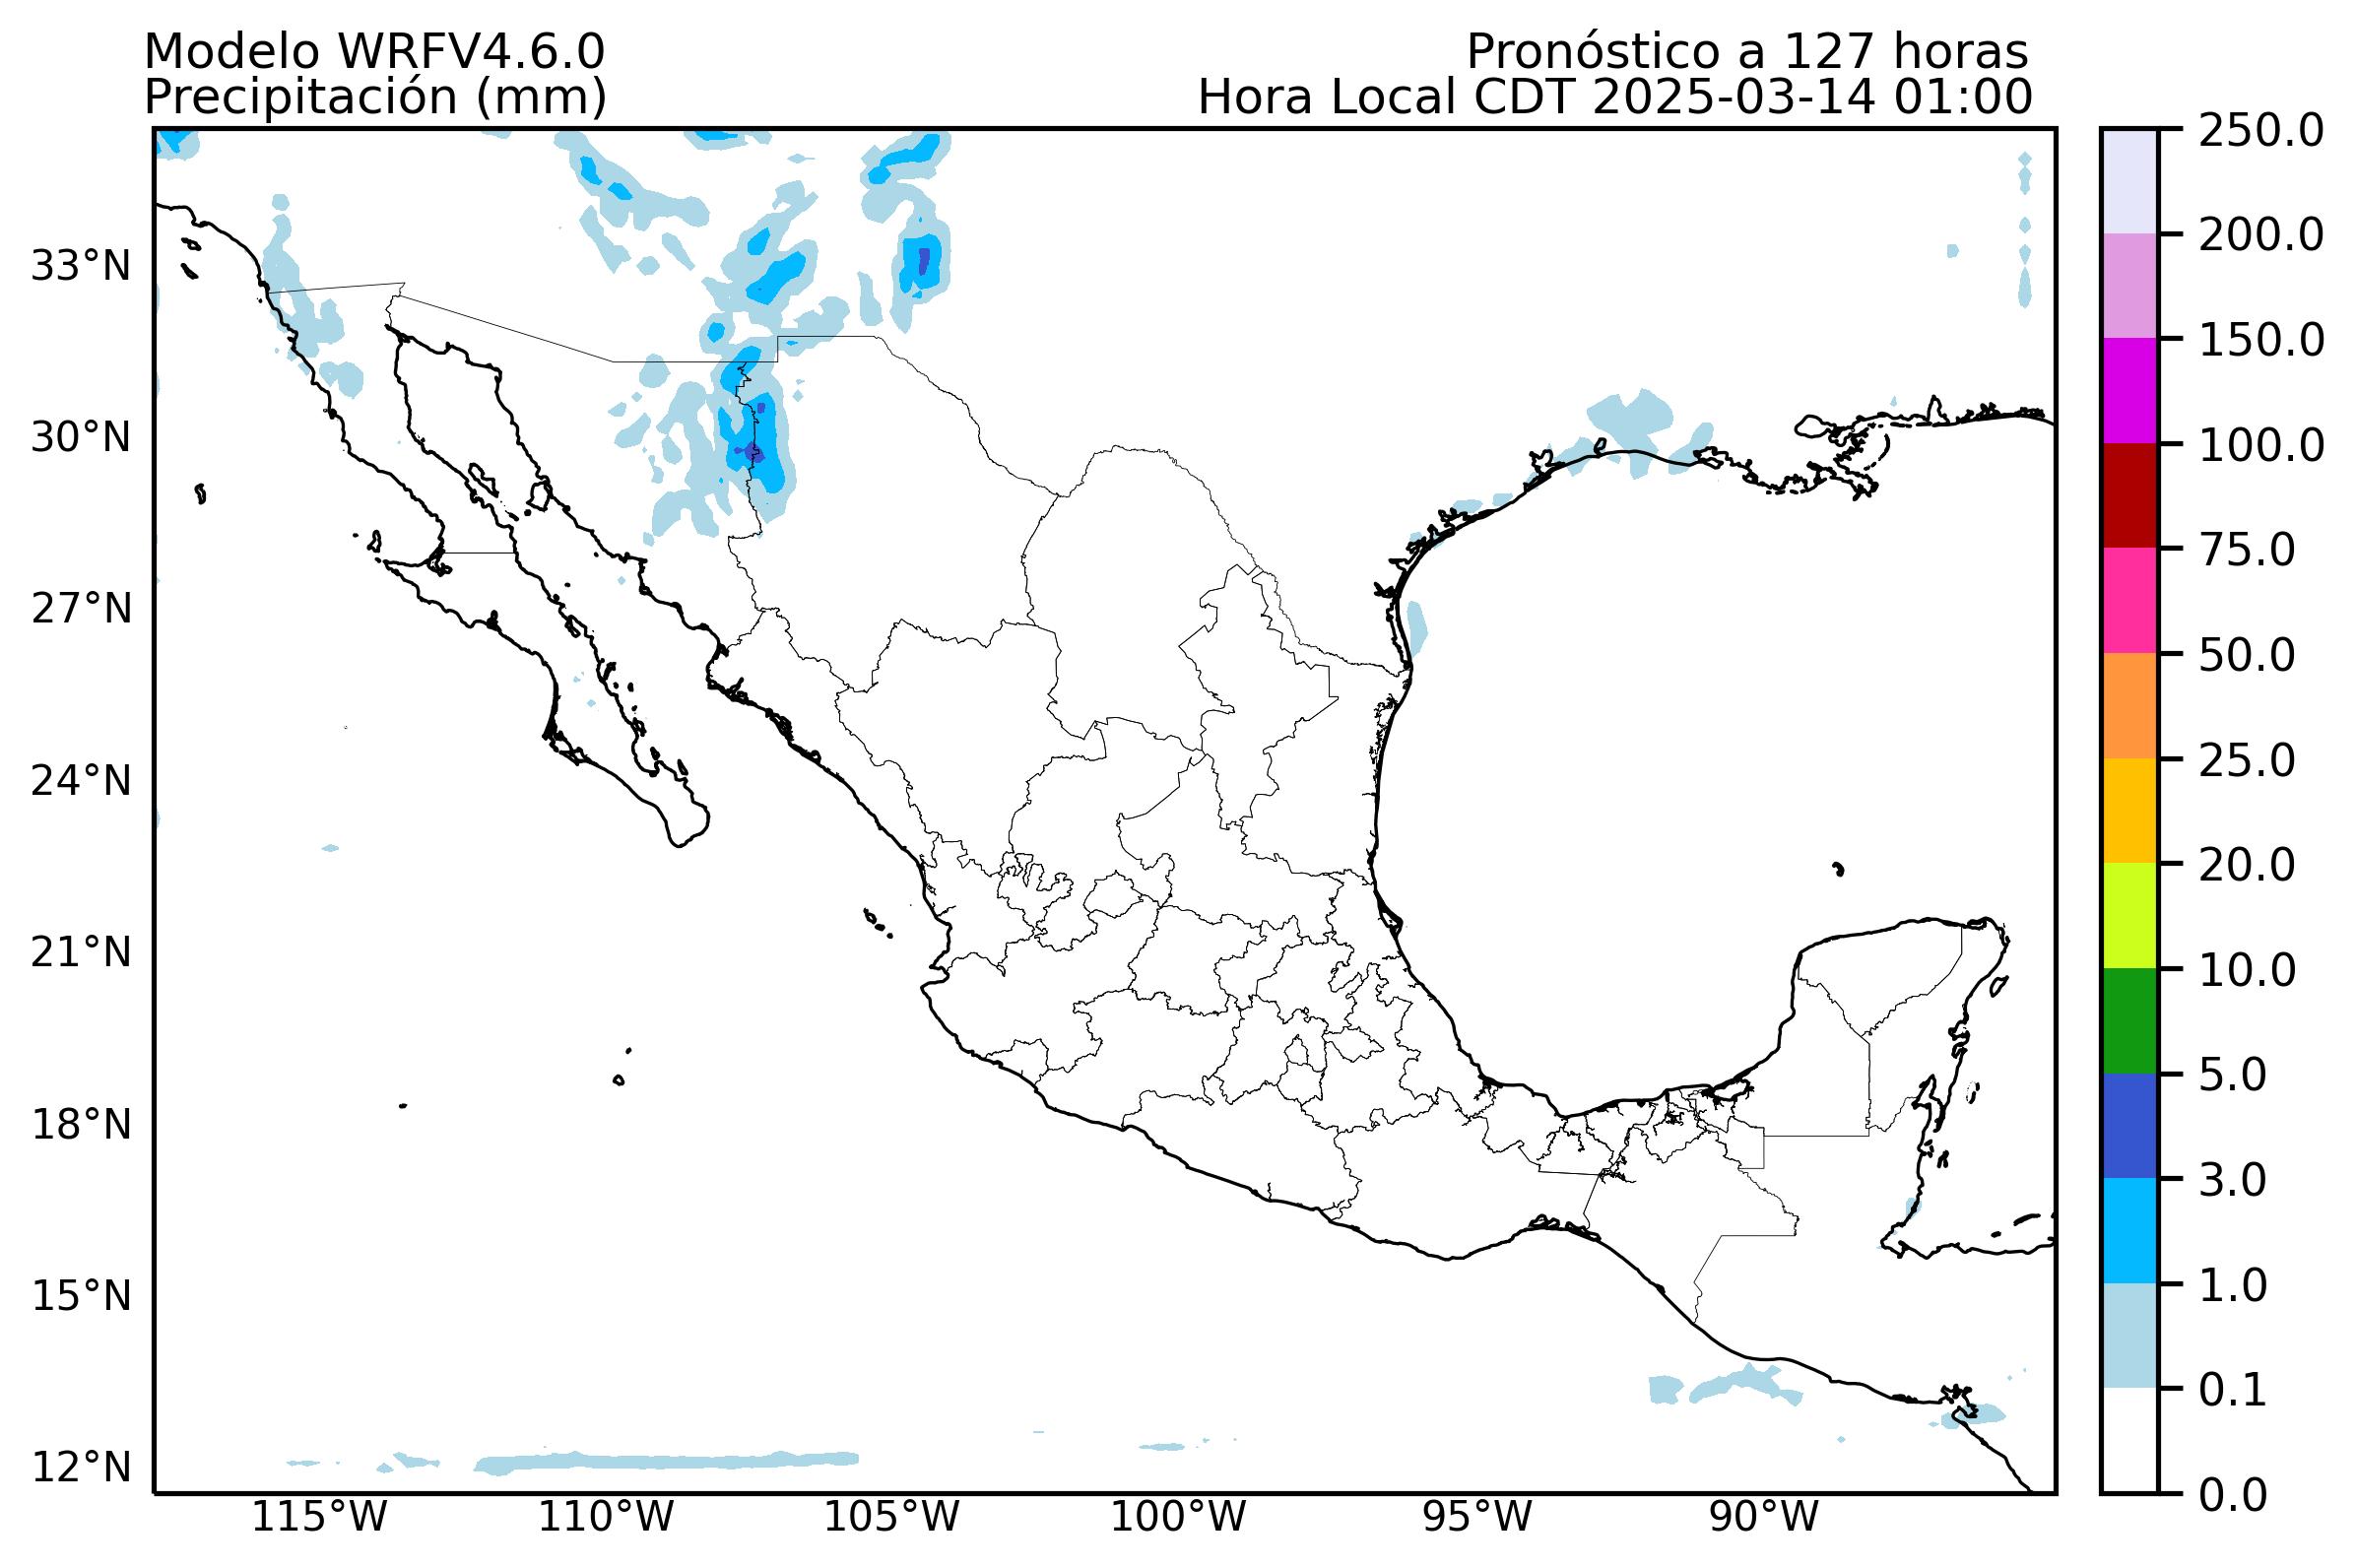 Modelo WRFV4.6.0
Pronóstico a 127 horas
Precipitación (mm)
Hora Local CDT 2025-03-14 01:00
33°N
30°N
27°N
24°N
21°N
18°N
15°N
12°N
115°W
110°W
105°W
100°W
95°W
90°W
250.0
200.0
150.0
100.0
75.0
50.0
25.0
20.0
10.0
5.0
3.0
1.0
0.1
0.0